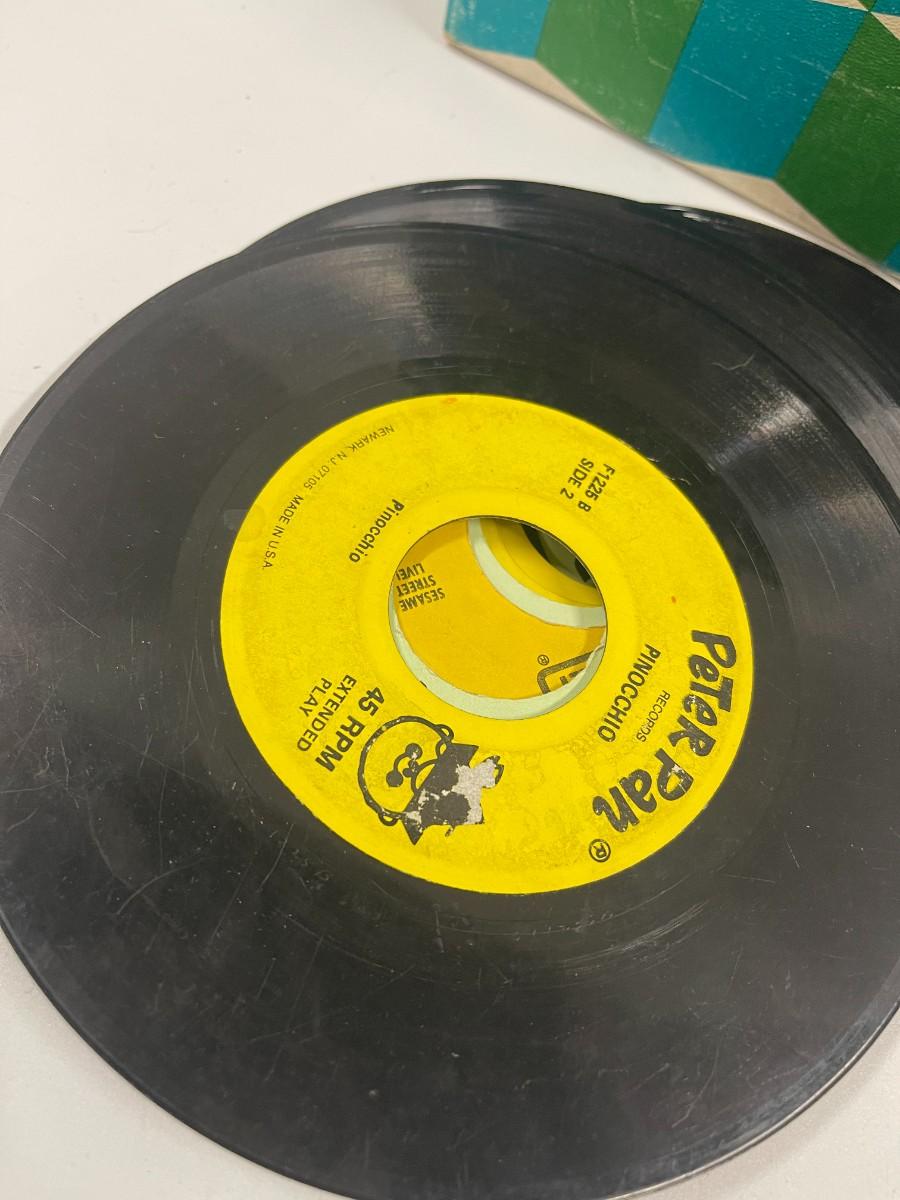 PETER Pan®
RECORDS
PINOCCHIO
F1226 B
SIDE 2
45 RPM
EXTENDED
PLAY
Pinocchio
NEWARK, N.J. 07105 MADE IN U.S.A.
SESAME
STREET
LIVE!
®